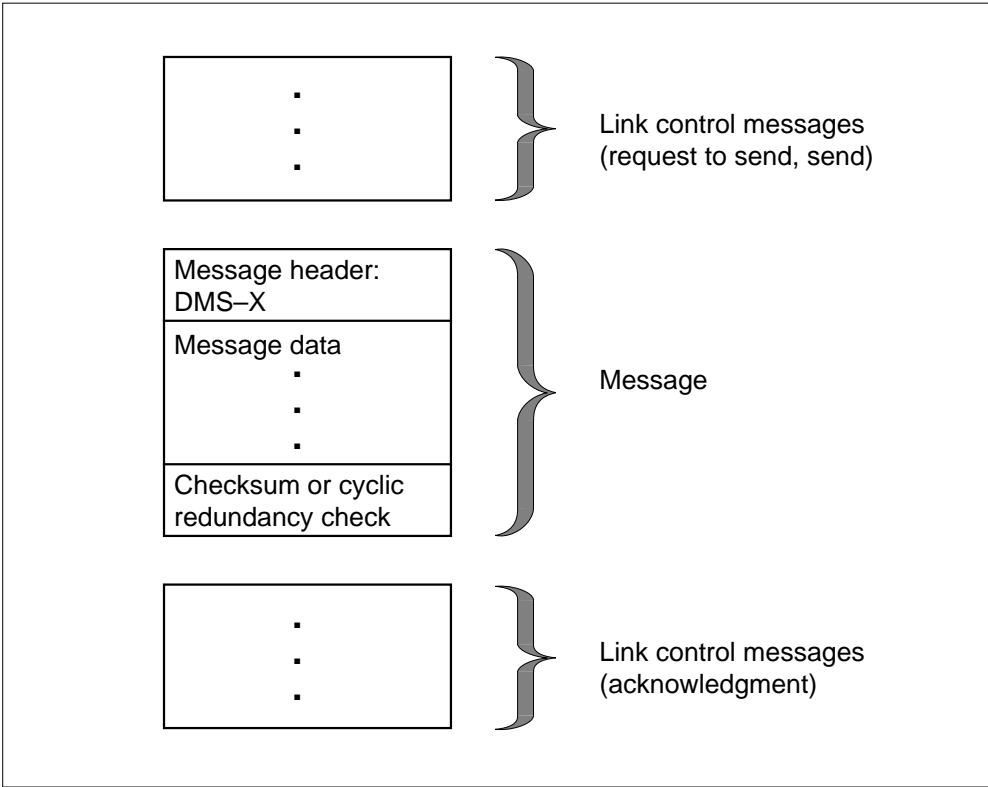 Link control messages
(request to send, send)
Message header:
DMS–X
Message data
Message
Checksum or cyclic
redundancy check
Link control messages
(acknowledgment)